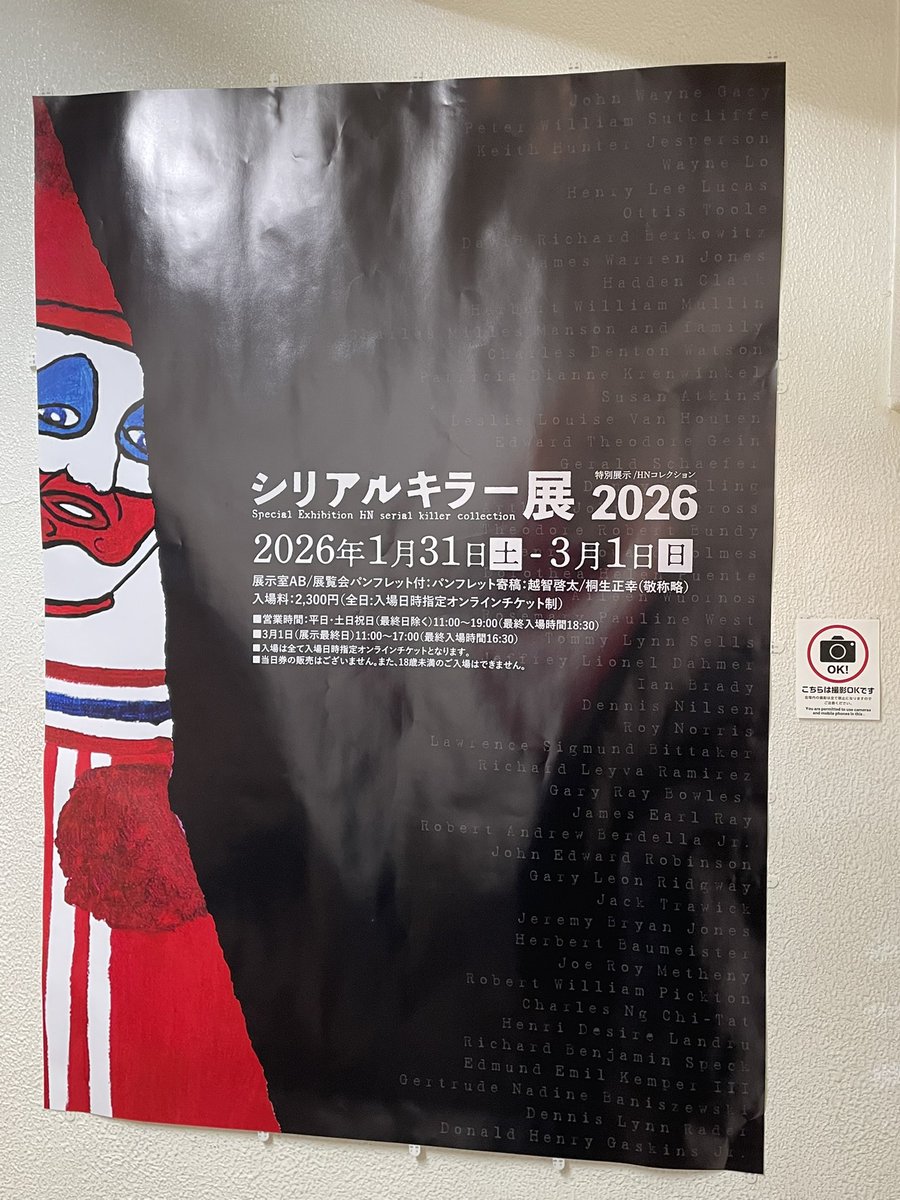 John Wayne Gacy
Peter William Sutcliffe
Keith Hunter Jesperson
Wayne Lo
Henry Lee Lucas
Ottis Toole
David Richard Berkowitz
James Warren Jones
Hadden Clark
Herbert William Mullin
Charles Milles Manson and family
Charles Denton Watson
Patricia Dianne Krenwinkel
Susan Atkins
Leslie Louise Van Houten
Edward Theodore Gein
Gerard Schaefer
特別展示/HNコレクション
シリアルキラー展 2026
Special Exhibition HN serial killer collection
2026年1月31日 土 - 3月1日 日
展示室AB/展覧会パンフレット付:パンフレット寄稿:越智啓太/桐生正幸(敬称略)
入場料:2,300円(全日:入場日時指定オンラインチケット制)
■営業時間:平日・土日祝日(最終日除く)11:00〜19:00(最終入場時間18:30)
■3月1日(展示最終日)11:00〜17:00(最終入場時間16:30)
■入場は全て入場日時指定オンラインチケットとなります。
■当日券の販売はございません。また、18歳未満のご入場はできません。
Theodore Robert Bundy
Pauline West
Tommy Lynn Sells
Jeffrey Lionel Dahmer
Ian Brady
Dennis Nilsen
Roy Norris
Lawrence Sigmund Bittaker
Richard Leyva Ramirez
Gary Ray Bowles
James Earl Ray
Robert Andrew Berdella Jr.
John Edward Robinson
Gary Leon Ridgway
Jack Trawick
Jeremy Bryan Jones
Herbert Baumeister
Joe Roy Metheny
Robert William Pickton
Charles Ng Chi-Tat
Henri Desire Landru
Richard Benjamin Speck
Edmund Emil Kemper III
Gertrude Nadine Baniszewski
Dennis Lynn Rader
Donald Henry Gaskins Jr.
OK!
こちらは撮影OKです
You are permitted to use cameras
and mobile phones in this .